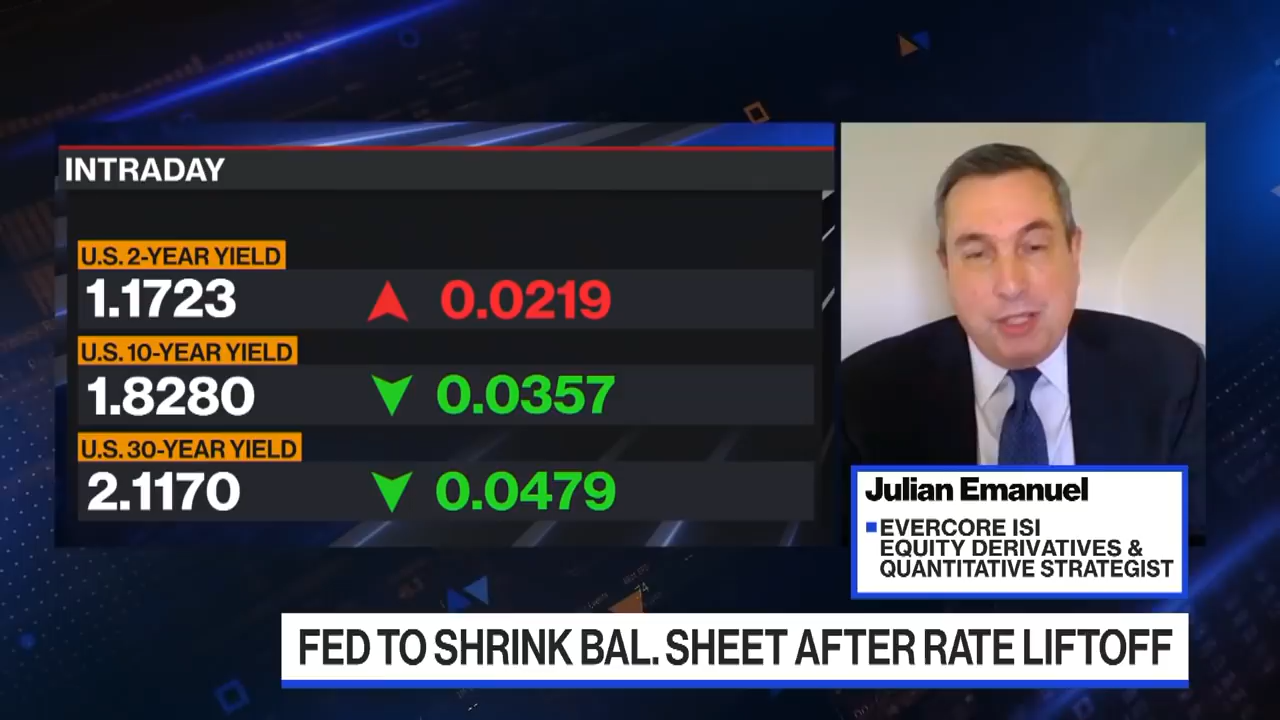 INTRADAY
U.S. 2-YEAR YIELD
1.1723 ▲ 0.0219
U.S. 10-YEAR YIELD
1.8280 ▼ 0.0357
U.S. 30-YEAR YIELD
2.1170 ▼ 0.0479
Julian Emanuel
EVERCORE ISI
EQUITY DERIVATIVES &
QUANTITATIVE STRATEGIST
FED TO SHRINK BAL. SHEET AFTER RATE LIFTOFF